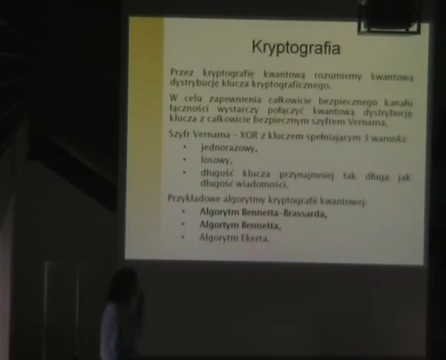 Kryptografia
Przez kryptografię kwantową rozumiemy kwantową
dystrybucję klucza kryptograficznego.
W celu zapewnienia całkowicie bezpiecznego kanału
łączności wystarczy połączyć kwantową dystrybucję
klucza z całkowicie bezpiecznym szyfrem Vernama.
Szyfr Vernama – XOR z kluczem spełniającym 3 warunki:
• jednorazowy,
• losowy,
• długość klucza przynajmniej tak długa jak
długość wiadomości.
Przykładowe algorytmy kryptografii kwantowej:
• Algorytm Bennetta-Brassarda,
• Algorytm Bennetta,
• Algorytm Ekerta.